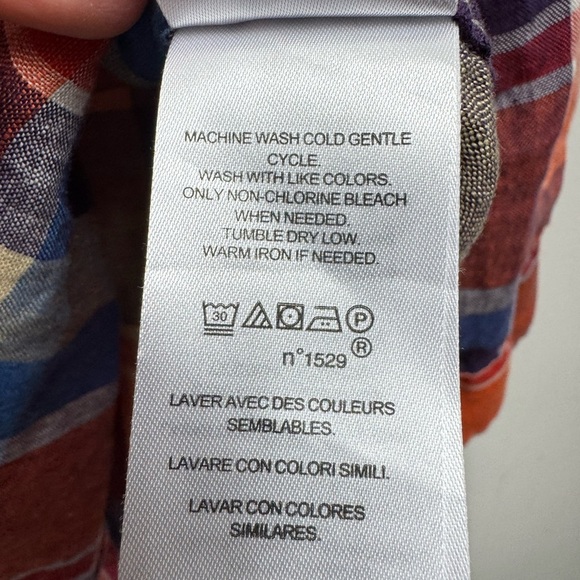 MACHINE WASH COLD GENTLE
CYCLE.
WASH WITH LIKE COLORS.
ONLY NON-CHLORINE BLEACH
WHEN NEEDED.
TUMBLE DRY LOW.
WARM IRON IF NEEDED.
30 P
®
n°1529
LAVER AVEC DES COULEURS
SEMBLABLES.
LAVARE CON COLORI SIMILI.
LAVAR CON COLORES
SIMILARES.